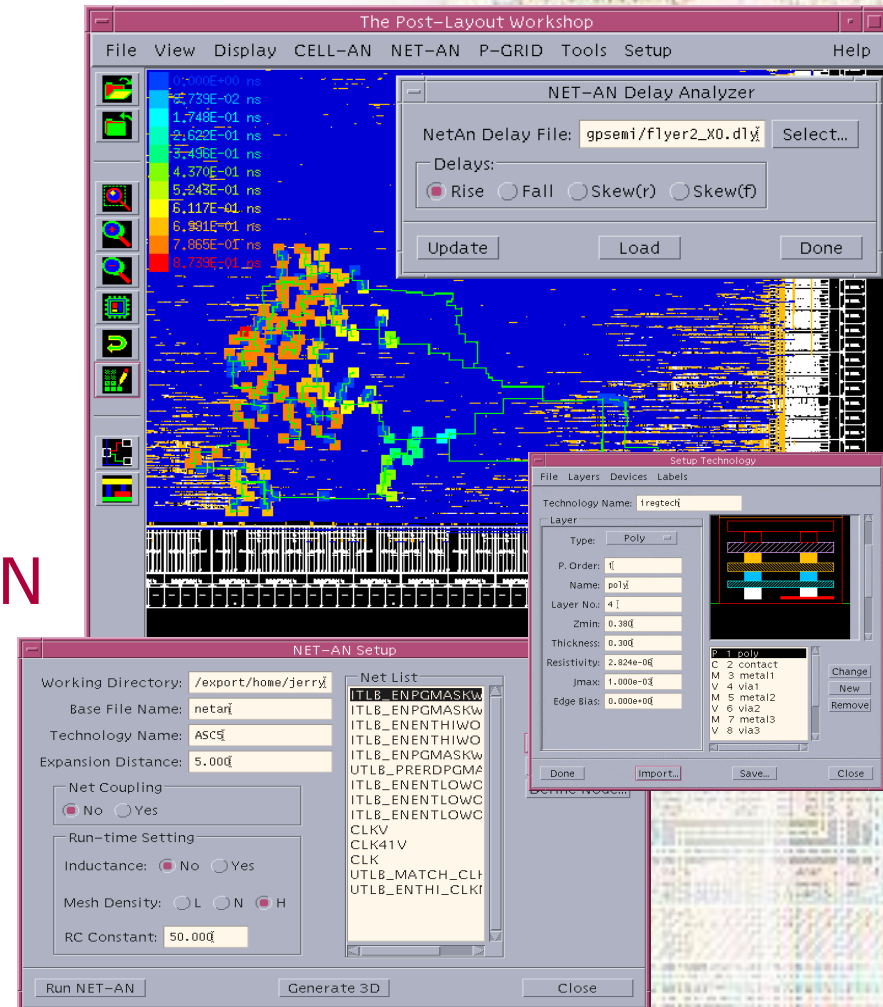 The Post-Layout Workshop
File View Display CELL-AN NET-AN P-GRID Tools Setup Help
0.000E+00 ns
8.739E-02 ns
1.748E-01 ns
2.622E-01 ns
3.496E-01 ns
4.370E-01 ns
5.243E-01 ns
6.117E-01 ns
6.991E-01 ns
7.865E-01 ns
8.739E-01 ns
NET-AN Delay Analyzer
NetAn Delay File: gpsemi/flyer2_X0.dly Select...
Delays:
Rise Fall Skew(r) Skew(f)
Update Load Done
Setup Technology
File Layers Devices Labels
Technology Name: iregtech
Layer
Type: Poly
P. Order: 1
Name: poly
Layer No.: 4
Zmin: 0.380
Thickness: 0.300
Resistivity: 2.824e-06
Jmax: 1.000e-03
Edge Bias: 0.000e+00
P 1 poly
C 2 contact
M 3 metal1
V 4 via1
M 5 metal2
V 6 via2
M 7 metal3
V 8 via3
Change
New
Remove
Done Import... Save... Close
N
NET-AN Setup
Working Directory: /export/home/jerry
Base File Name: netan
Technology Name: ASC5
Expansion Distance: 5.000
Net Coupling
No Yes
Run-time Setting
Inductance: No Yes
Mesh Density: L N H
RC Constant: 50.000
Net List
ITLB_ENPGMASKW
ITLB_ENPGMASKW
ITLB_ENENTHIWO
ITLB_ENENTHIWO
ITLB_ENPGMASKW
UTLB_PRERDPGMA
ITLB_ENENTLOWC
ITLB_ENENTLOWC
ITLB_ENENTLOWC
CLKV
CLK41V
CLK
UTLB_MATCH_CLK
UTLB_ENTHI_CLK
Define Node...
Run NET-AN Generate 3D Close